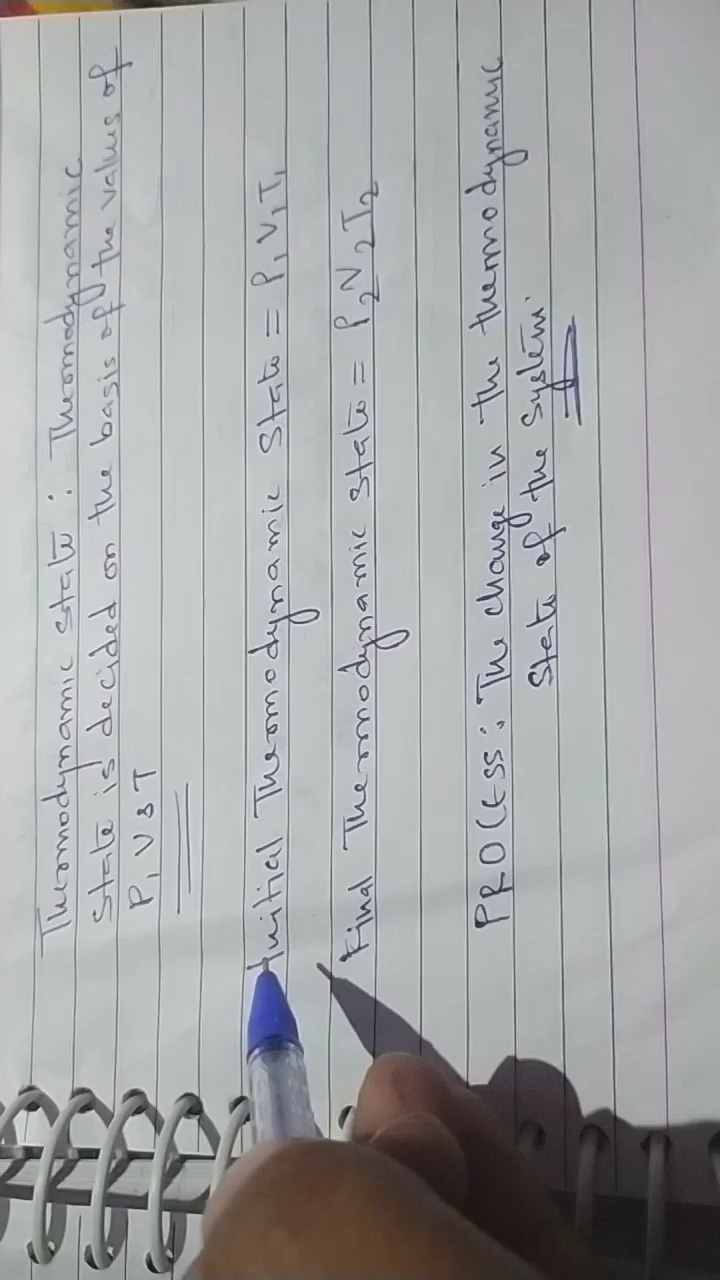 Thermodynamic state : Thermodynamic
state is decided on the basis of the values of
P, V & T
Initial Thermodynamic State = P₁ V₁ T₁
Final Thermodynamic state = P₂ V₂ T₂
PROCESS : The change in the thermodynamic
state of the system.